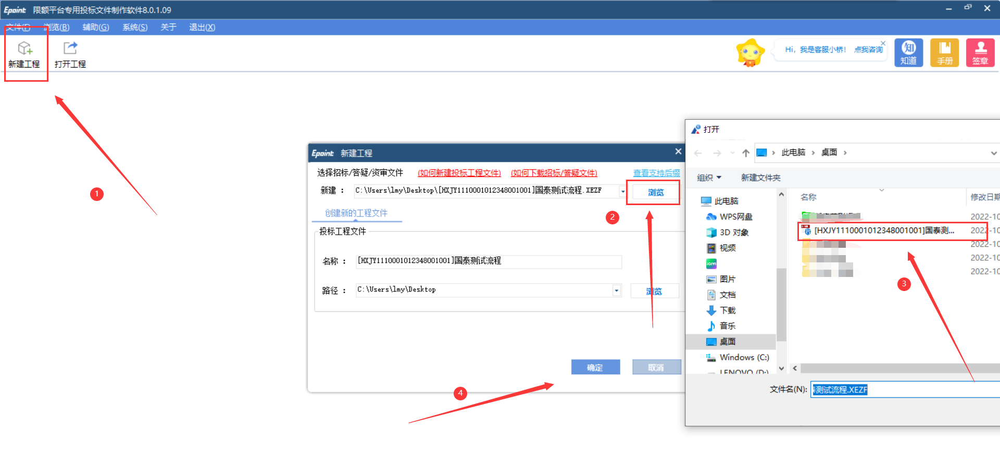 Epoint 限额平台专用投标文件制作软件8.0.1.09
文件(F) 浏览(B) 辅助(G) 系统(S) 关于 退出(X)
新建工程 打开工程
Hi，我是客服小桥！ 点我咨询
知
知道
手册
签章
1
Epoint 新建工程
选择招标/答疑/资审文件 (如何新建投标工程文件) (如何下载招标/答疑文件) 查看支持后缀
新建 ： C:\Users\lmy\Desktop\[HXJY1110001012348001001]国泰测试流程.XEZF 浏览
2
创建新的工程文件
投标工程文件
名称 ： [HXJY1110001012348001001]国泰测试流程
路径 ： C:\Users\lmy\Desktop 浏览
确定 取消
4
打开
此电脑 › 桌面 ›
组织 新建文件夹
名称 修改日期
此电脑
WPS网盘
3D 对象
视频
iQIYI
图片
文档
下载
音乐
桌面
Windows (C:)
LENOVO (D:)
2022-10
[HXJY1110001012348001001]国泰测... 2022-10
2022-10
2022-10
2022-10
3
文件名(N): 测试流程.XEZF